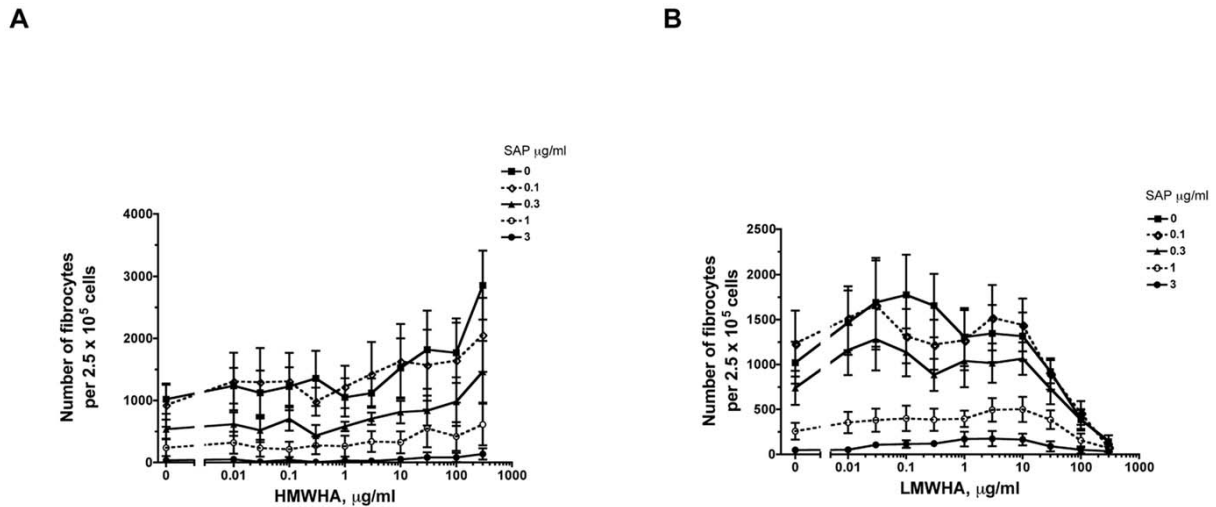 A
SAP μg/ml
0
0.1
0.3
1
3
4000
3000
2000
1000
0
Number of fibrocytes
per 2.5 x 10⁵ cells
0 0.01 0.1 1 10 100 1000
HMWHA, μg/ml
B
SAP μg/ml
0
0.1
0.3
1
3
2500
2000
1500
1000
500
0
Number of fibrocytes
per 2.5 x 10⁵ cells
0 0.01 0.1 1 10 100 1000
LMWHA, μg/ml